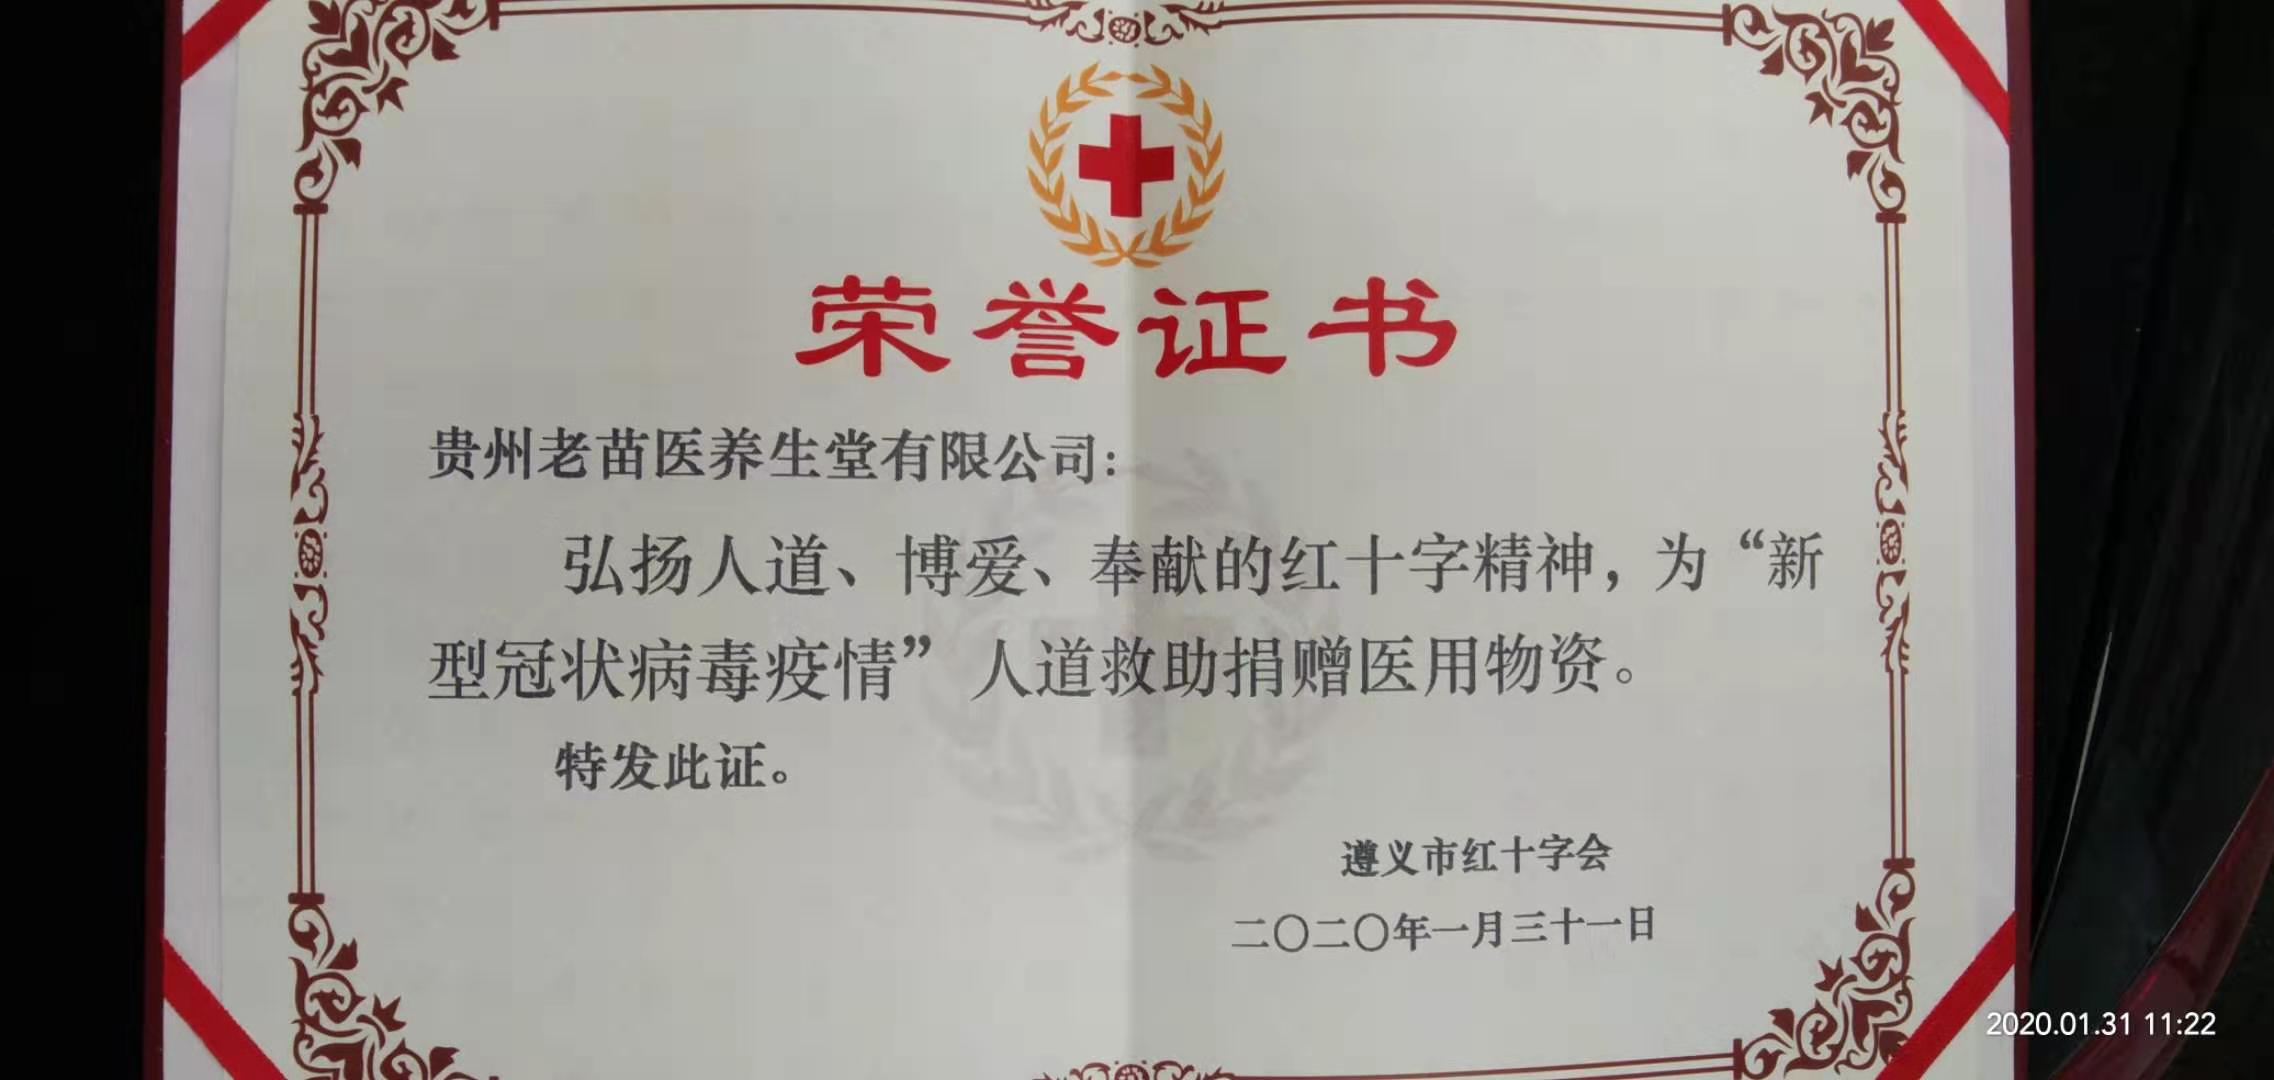 荣誉证书
贵州老苗医养生堂有限公司：
弘扬人道、博爱、奉献的红十字精神，为“新
型冠状病毒疫情”人道救助捐赠医用物资。
特发此证。
遵义市红十字会
二〇二〇年一月三十一日
2020.01.31 11:22